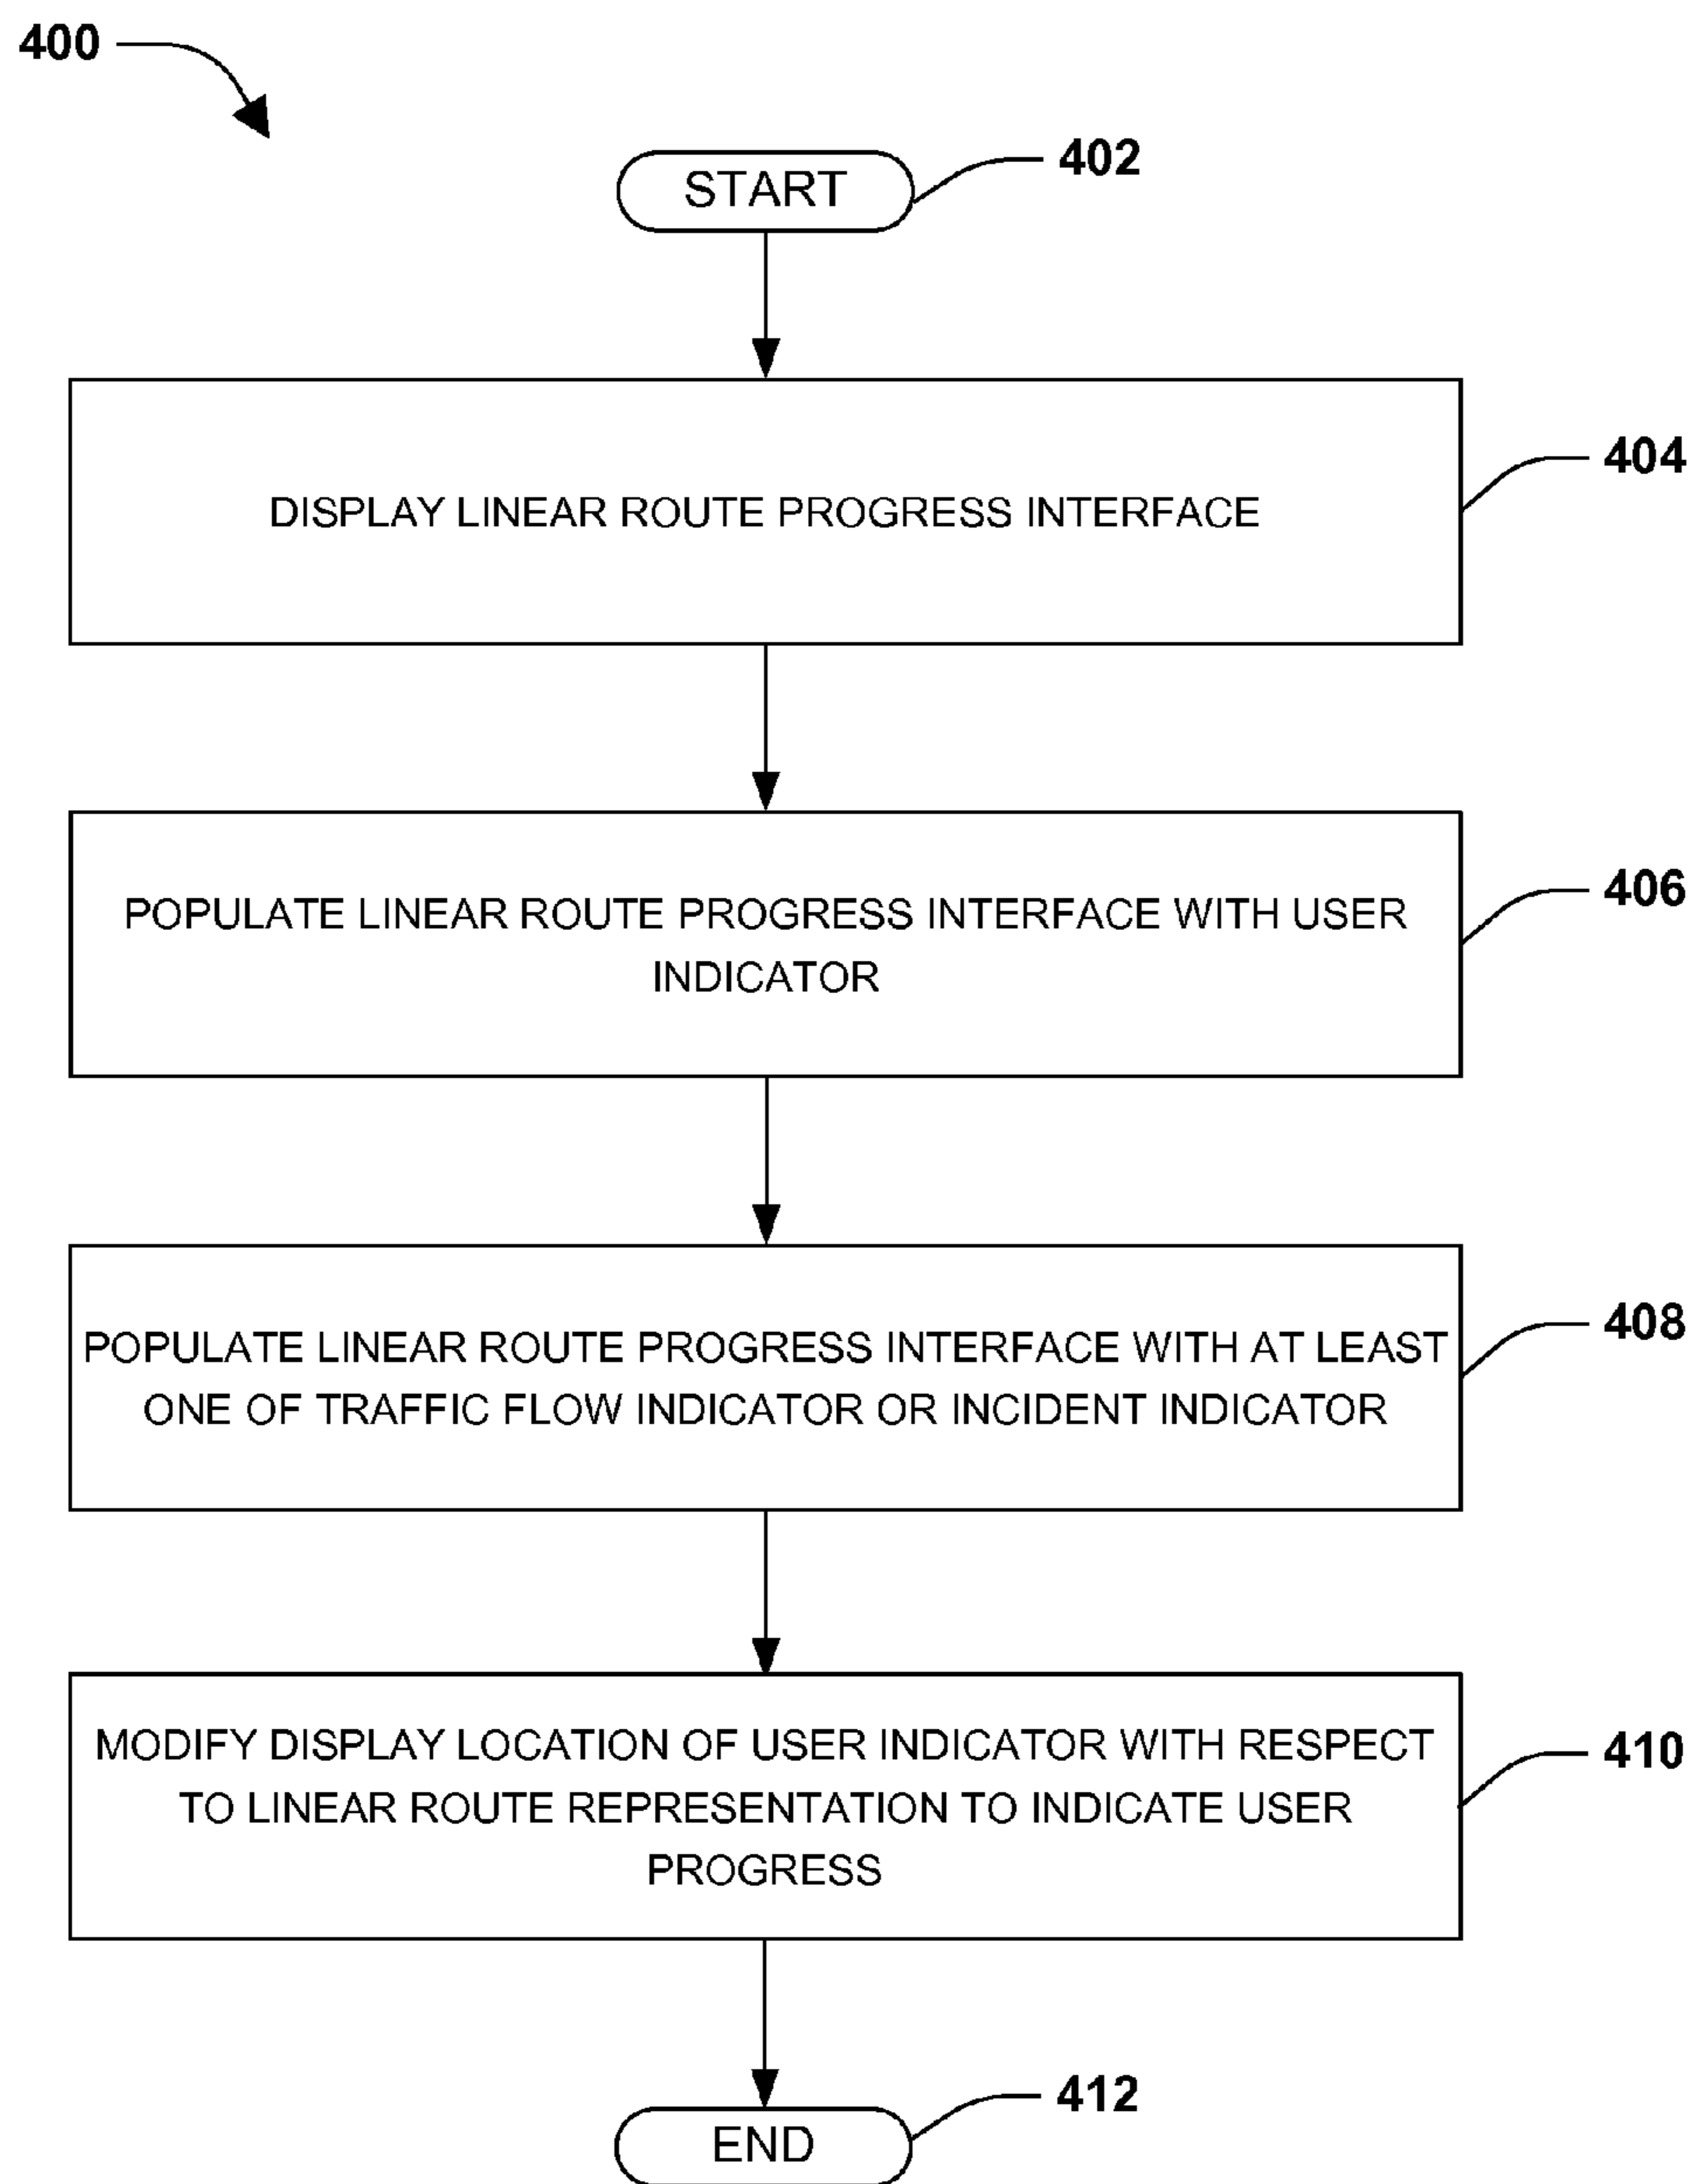 400
START
402
DISPLAY LINEAR ROUTE PROGRESS INTERFACE
404
POPULATE LINEAR ROUTE PROGRESS INTERFACE WITH USER
INDICATOR
406
POPULATE LINEAR ROUTE PROGRESS INTERFACE WITH AT LEAST
ONE OF TRAFFIC FLOW INDICATOR OR INCIDENT INDICATOR
408
MODIFY DISPLAY LOCATION OF USER INDICATOR WITH RESPECT
TO LINEAR ROUTE REPRESENTATION TO INDICATE USER
PROGRESS
410
END
412